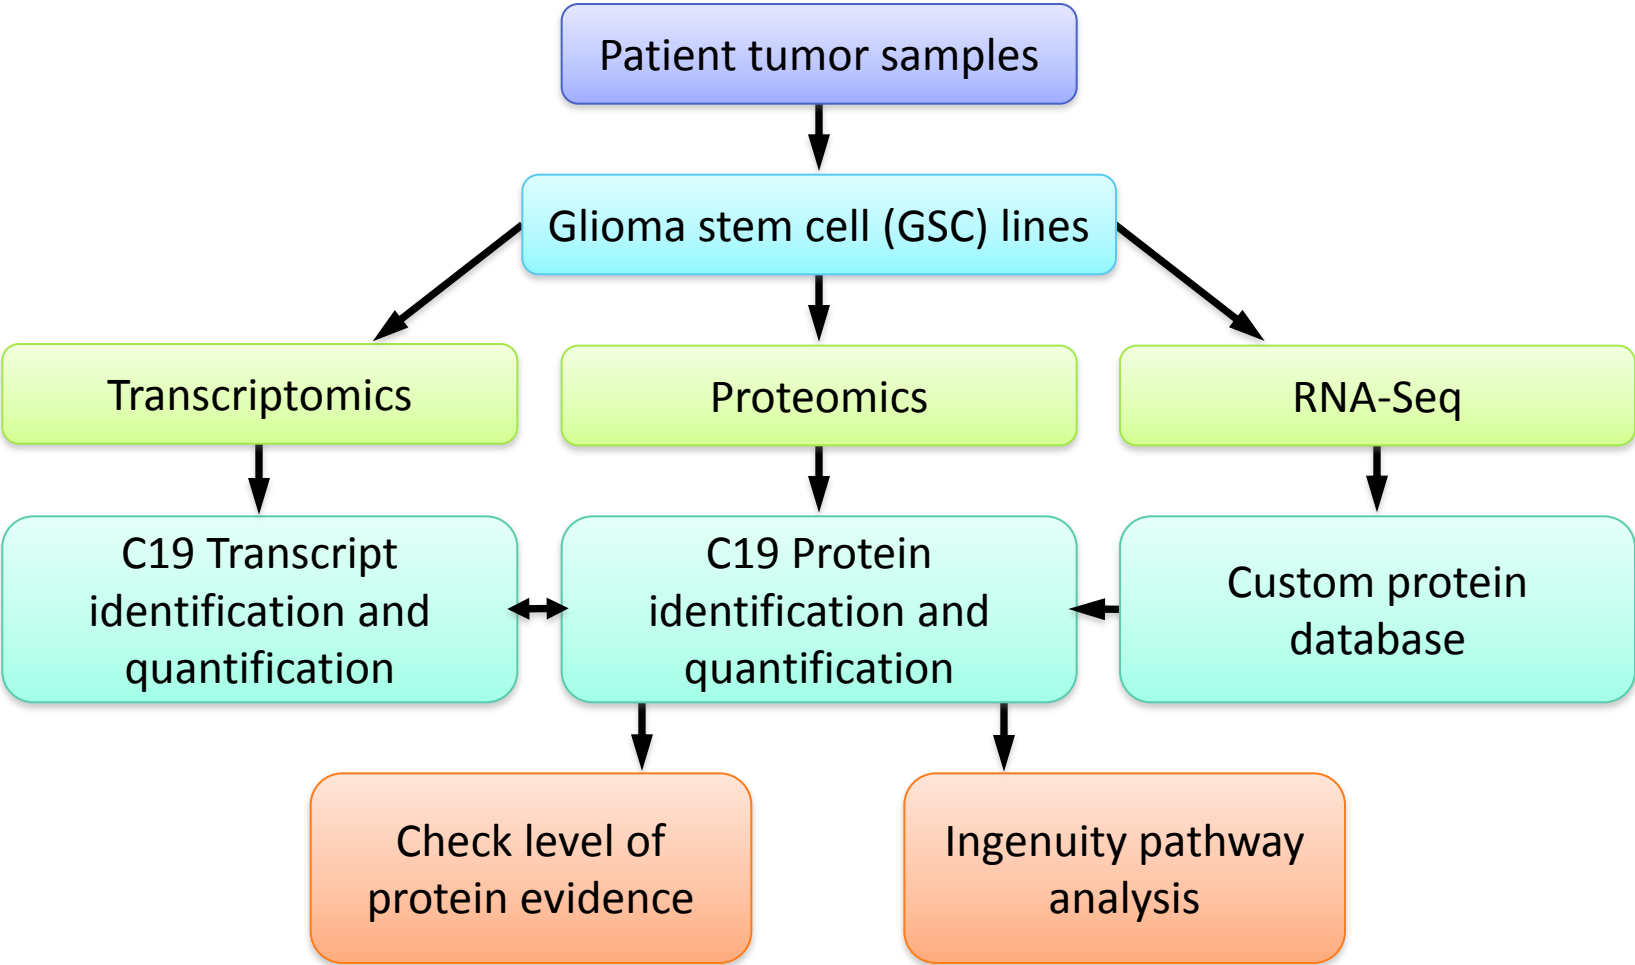 Patient tumor samples
Glioma stem cell (GSC) lines
Transcriptomics
Proteomics
RNA-Seq
C19 Transcript
identification and
quantification
C19 Protein
identification and
quantification
Custom protein
database
Check level of
protein evidence
Ingenuity pathway
analysis